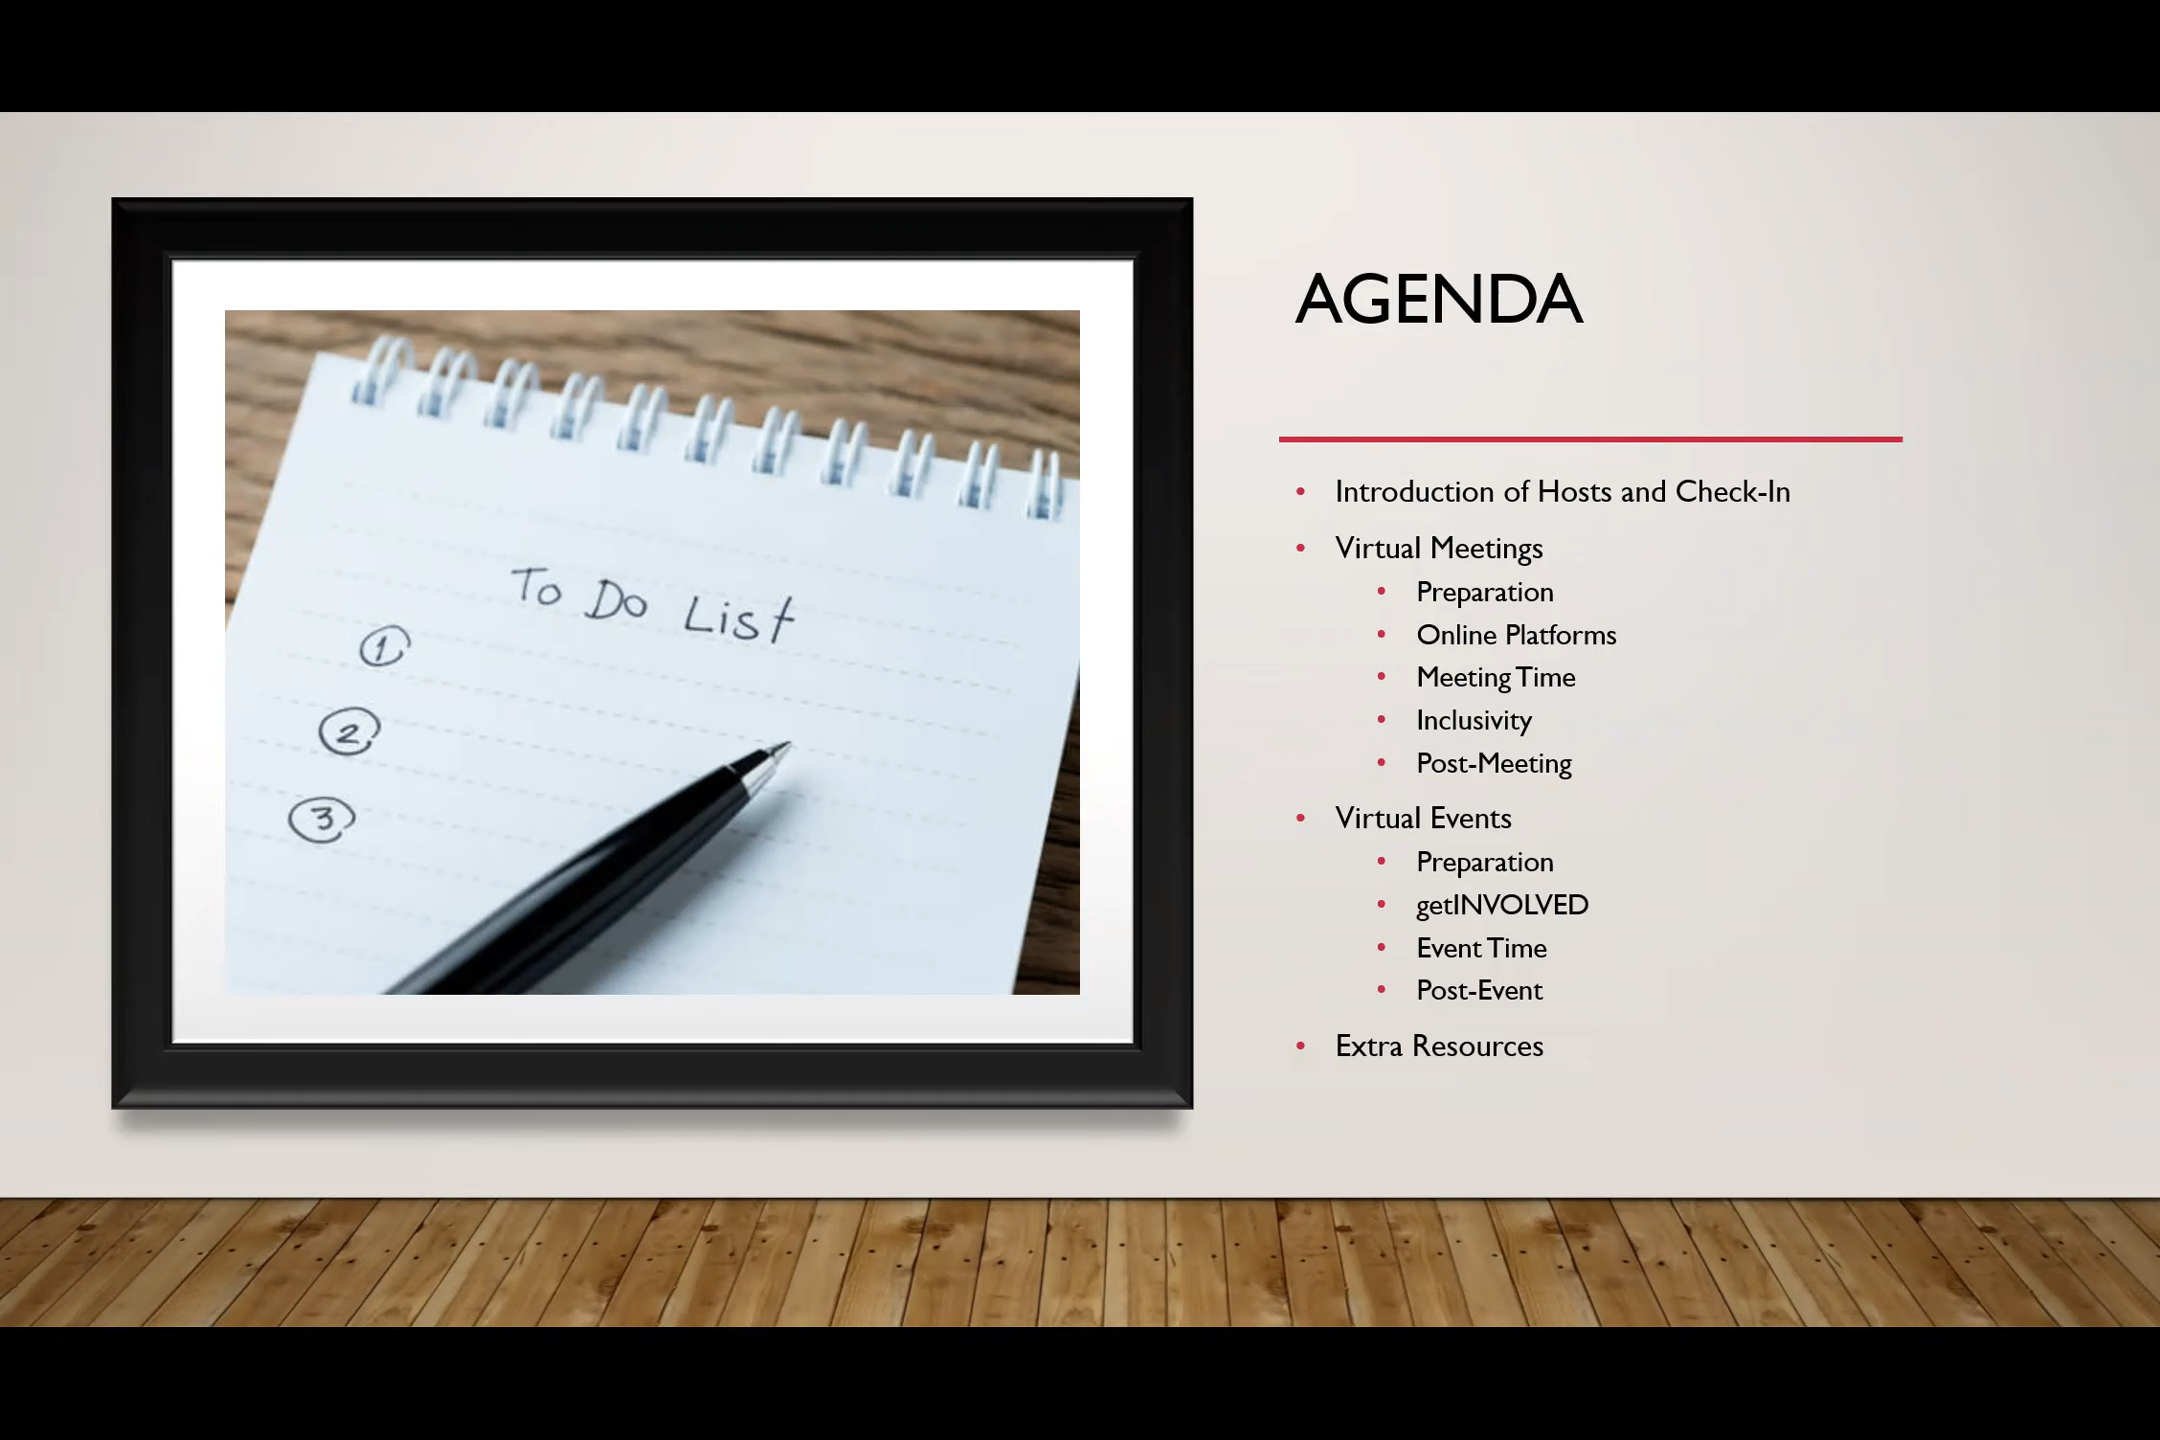 To Do List
1
2
3
AGENDA
• Introduction of Hosts and Check-In
• Virtual Meetings
• Preparation
• Online Platforms
• Meeting Time
• Inclusivity
• Post-Meeting
• Virtual Events
• Preparation
• getINVOLVED
• Event Time
• Post-Event
• Extra Resources